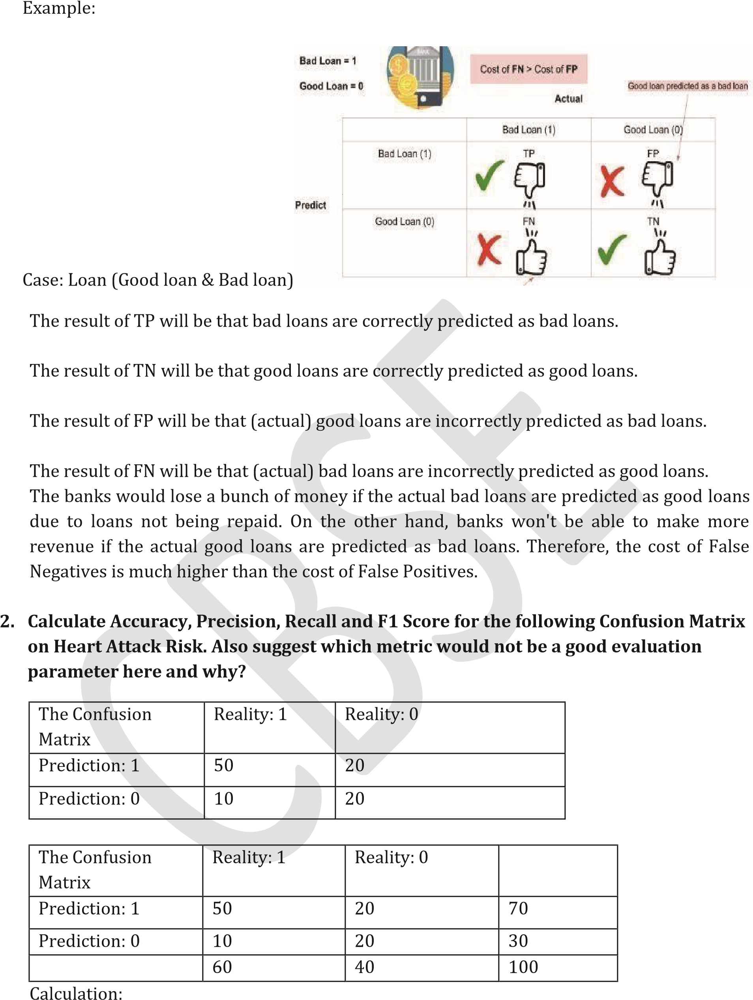 Example:
BANK
Bad Loan = 1
Good Loan = 0
Cost of FN > Cost of FP
Good loan predicted as a bad loan
Actual
Bad Loan (1) Good Loan (0)
Bad Loan (1) TP FP
Predict
Good Loan (0) FN TN
Case: Loan (Good loan & Bad loan)
The result of TP will be that bad loans are correctly predicted as bad loans.
The result of TN will be that good loans are correctly predicted as good loans.
The result of FP will be that (actual) good loans are incorrectly predicted as bad loans.
The result of FN will be that (actual) bad loans are incorrectly predicted as good loans.
The banks would lose a bunch of money if the actual bad loans are predicted as good loans
due to loans not being repaid. On the other hand, banks won't be able to make more
revenue if the actual good loans are predicted as bad loans. Therefore, the cost of False
Negatives is much higher than the cost of False Positives.
2. Calculate Accuracy, Precision, Recall and F1 Score for the following Confusion Matrix
on Heart Attack Risk. Also suggest which metric would not be a good evaluation
parameter here and why?
The Confusion Matrix Reality: 1 Reality: 0
Prediction: 1 50 20
Prediction: 0 10 20
The Confusion Matrix Reality: 1 Reality: 0
Prediction: 1 50 20 70
Prediction: 0 10 20 30
60 40 100
Calculation:
CBSE